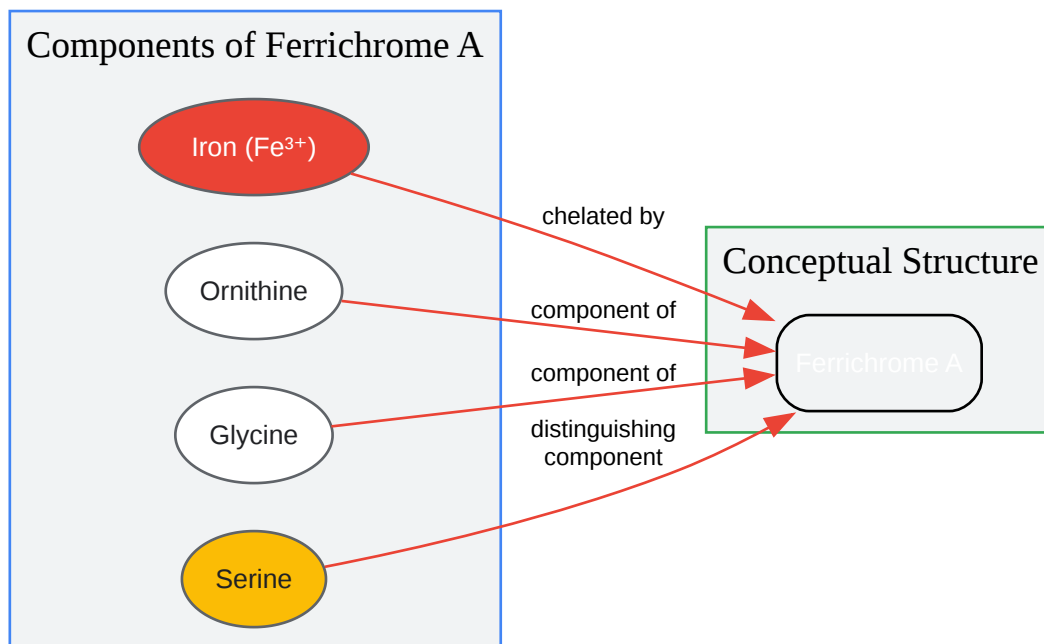 Components of Ferrichrome A
Iron (Fe³⁺)
Ornithine
Glycine
Serine
chelated by
component of
component of
distinguishing
component
Conceptual Structure
Ferrichrome A